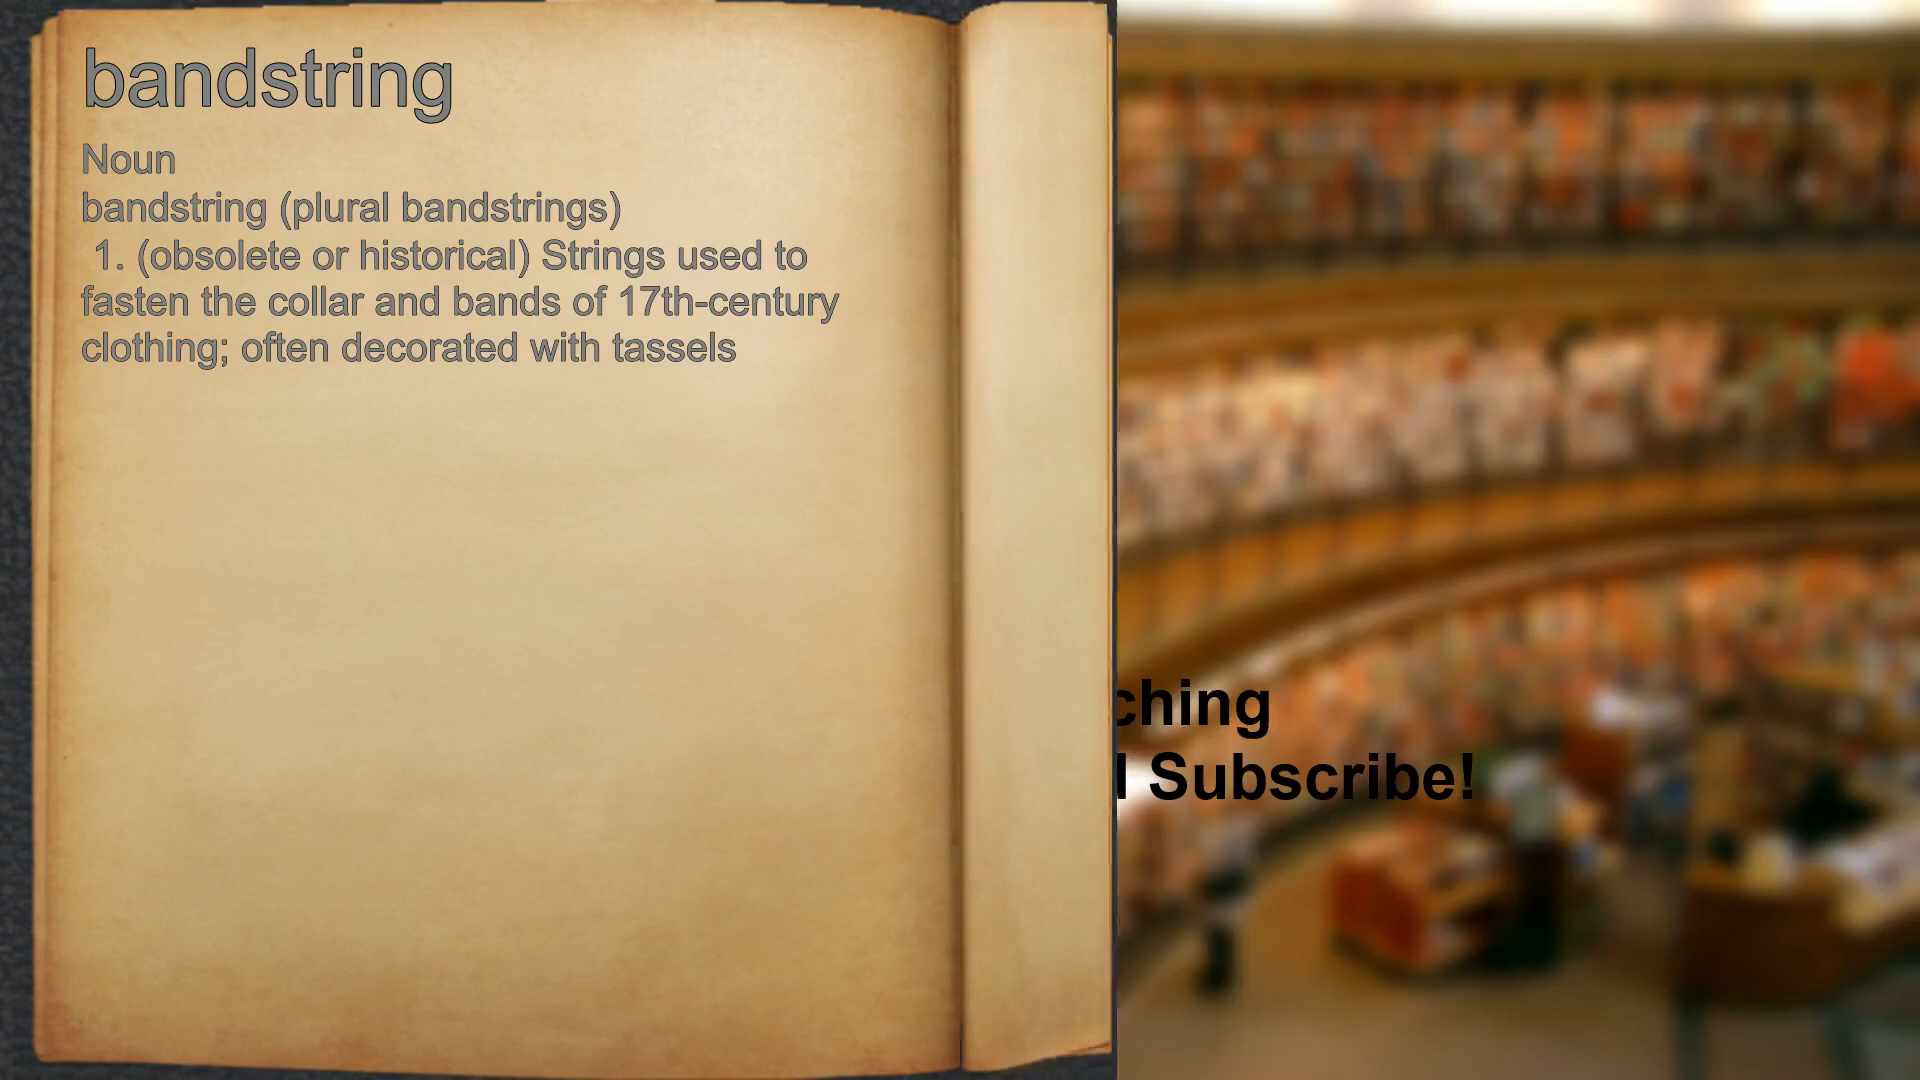 bandstring
Noun
bandstring (plural bandstrings)
1. (obsolete or historical) Strings used to
fasten the collar and bands of 17th-century
clothing; often decorated with tassels
ching
Subscribe!